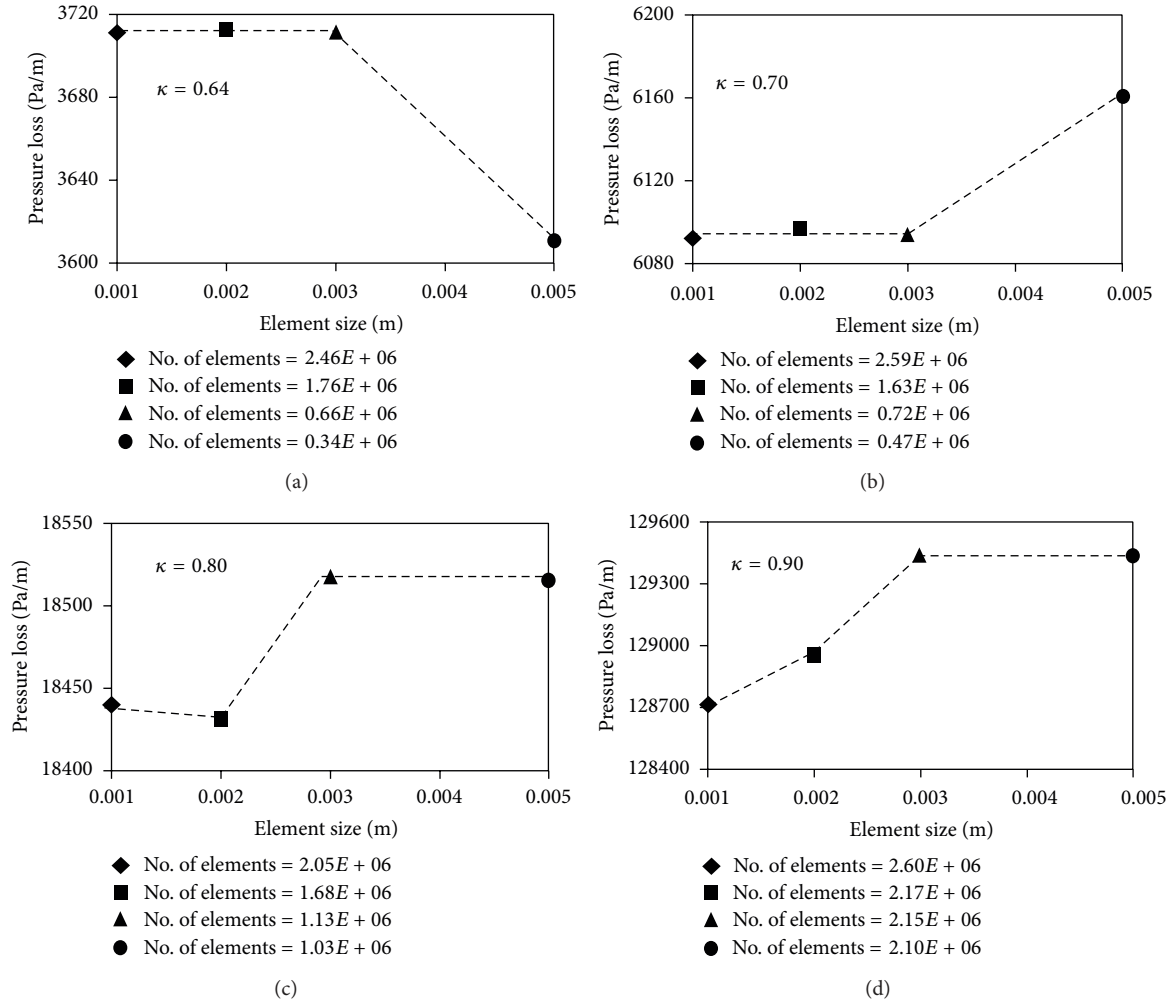 3720
3680
3640
3600
Pressure loss (Pa/m)
κ = 0.64
0.001 0.002 0.003 0.004 0.005
Element size (m)
No. of elements = 2.46E + 06
No. of elements = 1.76E + 06
No. of elements = 0.66E + 06
No. of elements = 0.34E + 06
(a)
6200
6160
6120
6080
Pressure loss (Pa/m)
κ = 0.70
0.001 0.002 0.003 0.004 0.005
Element size (m)
No. of elements = 2.59E + 06
No. of elements = 1.63E + 06
No. of elements = 0.72E + 06
No. of elements = 0.47E + 06
(b)
18550
18500
18450
18400
Pressure loss (Pa/m)
κ = 0.80
0.001 0.002 0.003 0.004 0.005
Element size (m)
No. of elements = 2.05E + 06
No. of elements = 1.68E + 06
No. of elements = 1.13E + 06
No. of elements = 1.03E + 06
(c)
129600
129300
129000
128700
128400
Pressure loss (Pa/m)
κ = 0.90
0.001 0.002 0.003 0.004 0.005
Element size (m)
No. of elements = 2.60E + 06
No. of elements = 2.17E + 06
No. of elements = 2.15E + 06
No. of elements = 2.10E + 06
(d)